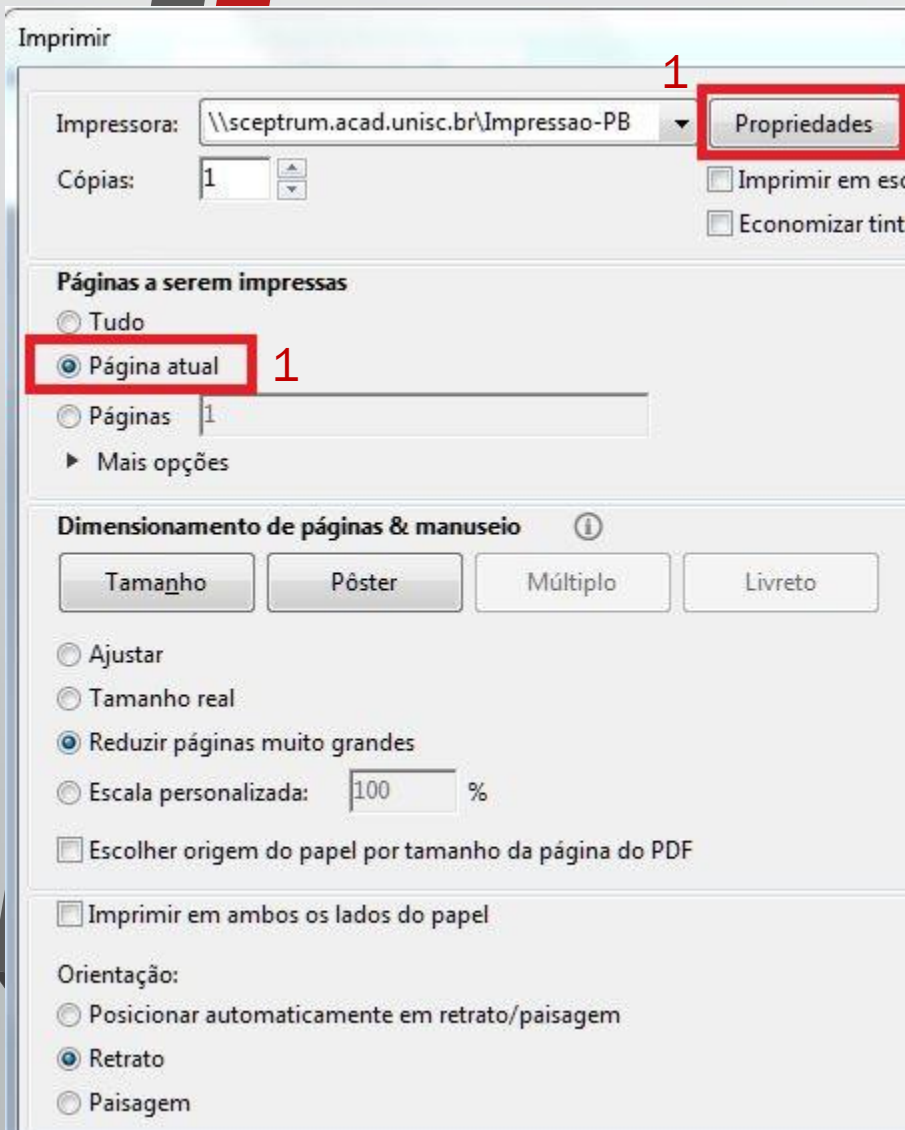 Imprimir
1
Impressora: \\sceptrum.acad.unisc.br\Impressao-PB Propriedades
Cópias: 1 Imprimir em esc
Economizar tint
Páginas a serem impressas
Tudo
Página atual 1
Páginas 1
Mais opções
Dimensionamento de páginas & manuseio
Tamanho Pôster Múltiplo Livreto
Ajustar
Tamanho real
Reduzir páginas muito grandes
Escala personalizada: 100 %
Escolher origem do papel por tamanho da página do PDF
Imprimir em ambos os lados do papel
Orientação:
Posicionar automaticamente em retrato/paisagem
Retrato
Paisagem